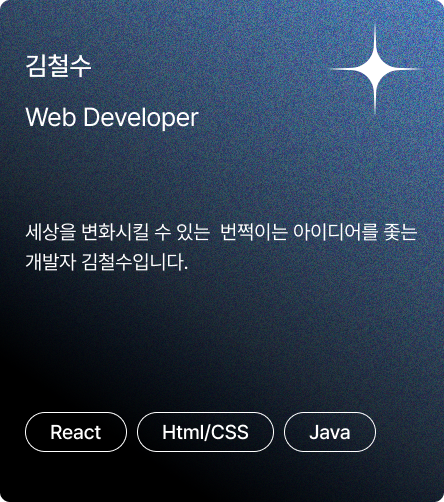 김철수
Web Developer
세상을 변화시킬 수 있는  번쩍이는 아이디어를 좇는
개발자 김철수입니다.
React
Html/CSS
Java